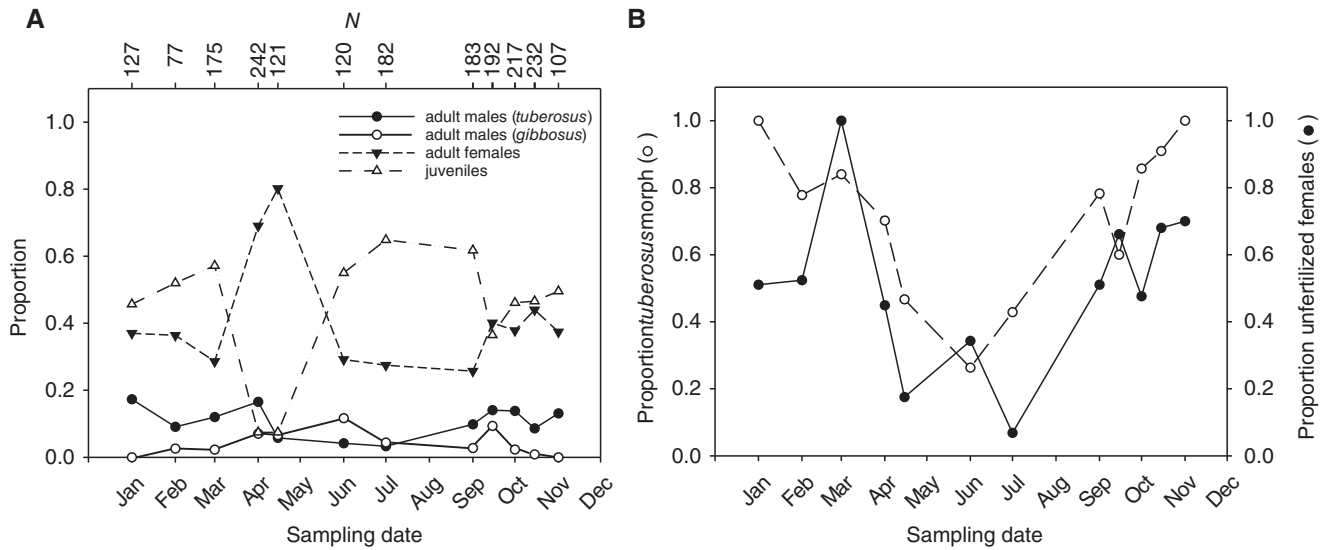 A
N
127 77 175 242 121 120 182 183 192 217 232 107
adult males (tuberosus)
adult males (gibbosus)
adult females
juveniles
1.0
0.8
0.6
0.4
0.2
0.0
Proportion
Jan Feb Mar Apr May Jun Jul Aug Sep Oct Nov Dec
Sampling date
B
1.0 1.0
0.8 0.8
0.6 0.6
0.4 0.4
0.2 0.2
0.0 0.0
Proportiontuberosusmorph (○)
Proportion unfertilized females (●)
Jan Feb Mar Apr May Jun Jul Aug Sep Oct Nov Dec
Sampling date